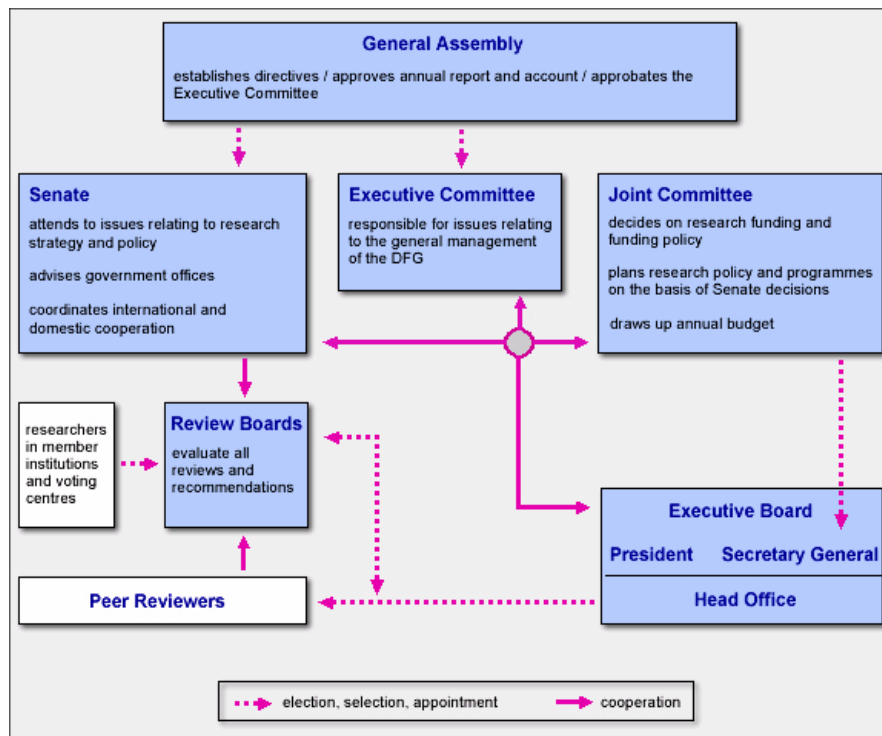 General Assembly
establishes directives / approves annual report and account / approbates the
Executive Committee
Senate
attends to issues relating to research
strategy and policy
advises government offices
coordinates international and
domestic cooperation
Executive Committee
responsible for issues relating
to the general management
of the DFG
Joint Committee
decides on research funding and
funding policy
plans research policy and programmes
on the basis of Senate decisions
draws up annual budget
researchers
in member
institutions
and voting
centres
Review Boards
evaluate all
reviews and
recommendations
Executive Board
President Secretary General
Head Office
Peer Reviewers
election, selection, appointment
cooperation